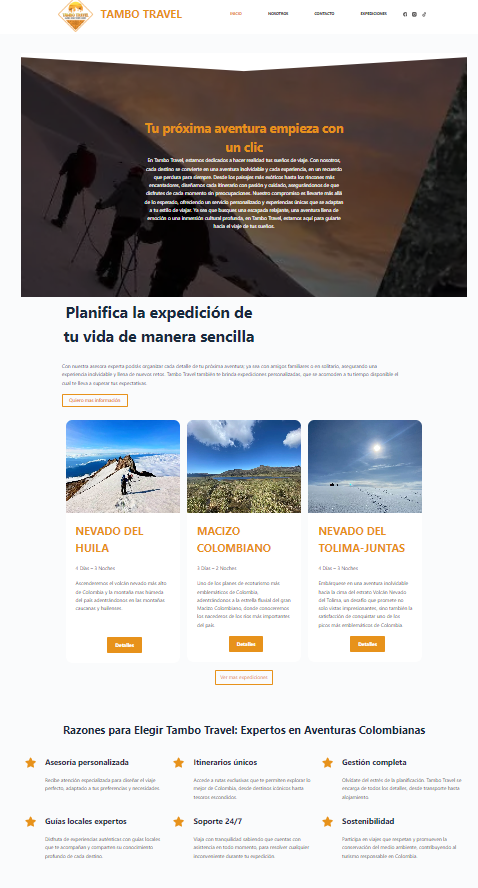 TAMBO TRAVEL
INICIO NOSOTROS CONTACTO EXPEDICIONES
Tu próxima aventura empieza con
un clic
En Tambo Travel, estamos dedicados a hacer realidad tus sueños de viaje. Con nosotros,
cada destino se convierte en una aventura inolvidable y cada experiencia, en un recuerdo
que perdura para siempre. Desde los paisajes más exóticos hasta los rincones más
encantadores, diseñamos cada itinerario con pasión y cuidado, asegurándonos de que
disfrutes de cada momento sin preocupaciones. Nuestro compromiso es llevarte más allá
de lo esperado, ofreciendo un servicio personalizado y experiencias únicas que se adaptan
a tu estilo de viajar. Ya sea que busques una escapada relajante, una aventura llena de
emoción o una inmersión cultural profunda, en Tambo Travel, estamos aquí para guiarte
hacia el viaje de tus sueños.
Planifica la expedición de
tu vida de manera sencilla
Con nuestra asesora experta podrás organizar cada detalle de tu próxima aventura; ya sea con amigos familiares o en solitario, asegurando una
experiencia inolvidable y llena de nuevos retos. Tambo Travel también te brinda expediciones personalizadas, que se acomoden a tu tiempo disponible el
cual te lleva a superar tus expectativas.
Quiero mas información
NEVADO DEL
HUILA
4 Días – 3 Noches
Ascenderemos el volcán nevado más alto
de Colombia y la montaña mas húmeda
del país adentrándonos en las montañas
caucanas y huilenses.
Detalles
MACIZO
COLOMBIANO
3 Días – 2 Noches
Uno de los planes de ecoturismo más
emblemáticos de Colombia,
adentrándonos a la estrella fluvial del gran
Macizo Colombiano, donde conoceremos
los nacederos de los ríos más importantes
del país.
Detalles
NEVADO DEL
TOLIMA-JUNTAS
4 Días – 3 Noches
Embárquese en una aventura inolvidable
hacia la cima del estrato Volcán Nevado
del Tolima, un desafío que promete no
solo vistas impresionantes, sino también la
satisfacción de conquistar uno de los
picos más emblemáticos de Colombia
Detalles
Ver mas expediciones
Razones para Elegir Tambo Travel: Expertos en Aventuras Colombianas
Asesoría personalizada
Recibe atención especializada para diseñar el viaje
perfecto, adaptado a tus preferencias y necesidades.
Itinerarios únicos
Accede a rutas exclusivas que te permiten explorar lo
mejor de Colombia, desde destinos icónicos hasta
tesoros escondidos.
Gestión completa
Olvídate del estrés de la planificación. Tambo Travel se
encarga de todos los detalles, desde transporte hasta
alojamiento.
Guías locales expertos
Disfruta de experiencias auténticas con guías locales
que te acompañan y comparten su conocimiento
profundo de cada destino.
Soporte 24/7
Viaja con tranquilidad sabiendo que cuentas con
asistencia en todo momento, para resolver cualquier
inconveniente durante tu expedición.
Sostenibilidad
Participa en viajes que respetan y promueven la
conservación del medio ambiente, contribuyendo al
turismo responsable en Colombia.